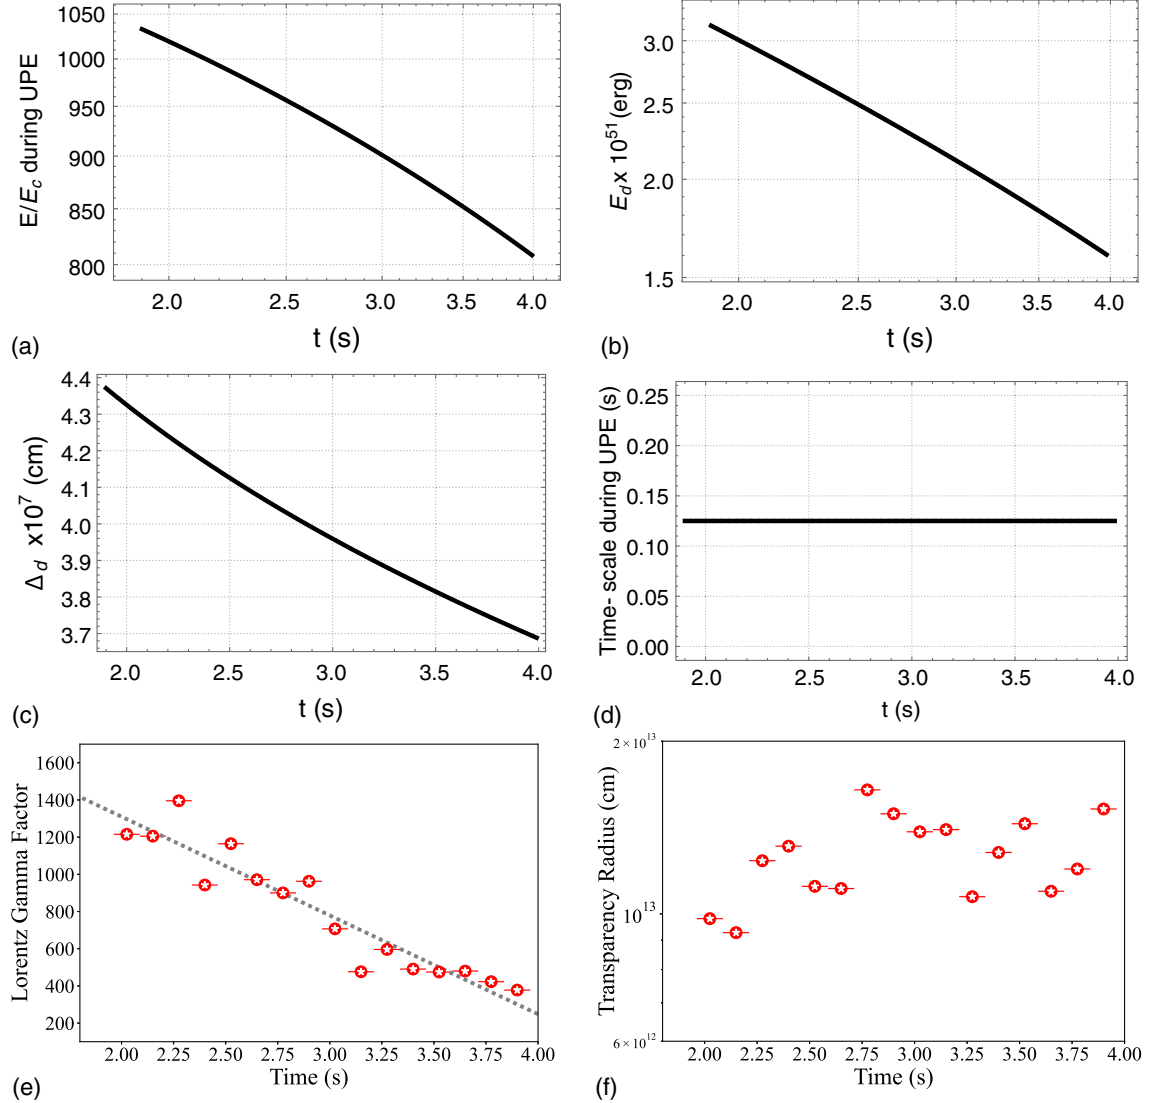 1050
1000
950
900
850
800
E/Ec during UPE
2.0 2.5 3.0 3.5 4.0
t (s)
(a)
3.0
2.5
2.0
1.5
Ed x 10^51 (erg)
2.0 2.5 3.0 3.5 4.0
t (s)
(b)
4.4
4.3
4.2
4.1
4.0
3.9
3.8
3.7
Δd x10^7 (cm)
2.0 2.5 3.0 3.5 4.0
t (s)
(c)
0.25
0.20
0.15
0.10
0.05
0.00
Time- scale during UPE (s)
2.0 2.5 3.0 3.5 4.0
t (s)
(d)
1600
1400
1200
1000
800
600
400
200
Lorentz Gamma Factor
2.00 2.25 2.50 2.75 3.00 3.25 3.50 3.75 4.00
Time (s)
(e)
2 × 10^13
10^13
6 × 10^12
Transparency Radius (cm)
2.00 2.25 2.50 2.75 3.00 3.25 3.50 3.75 4.00
Time (s)
(f)